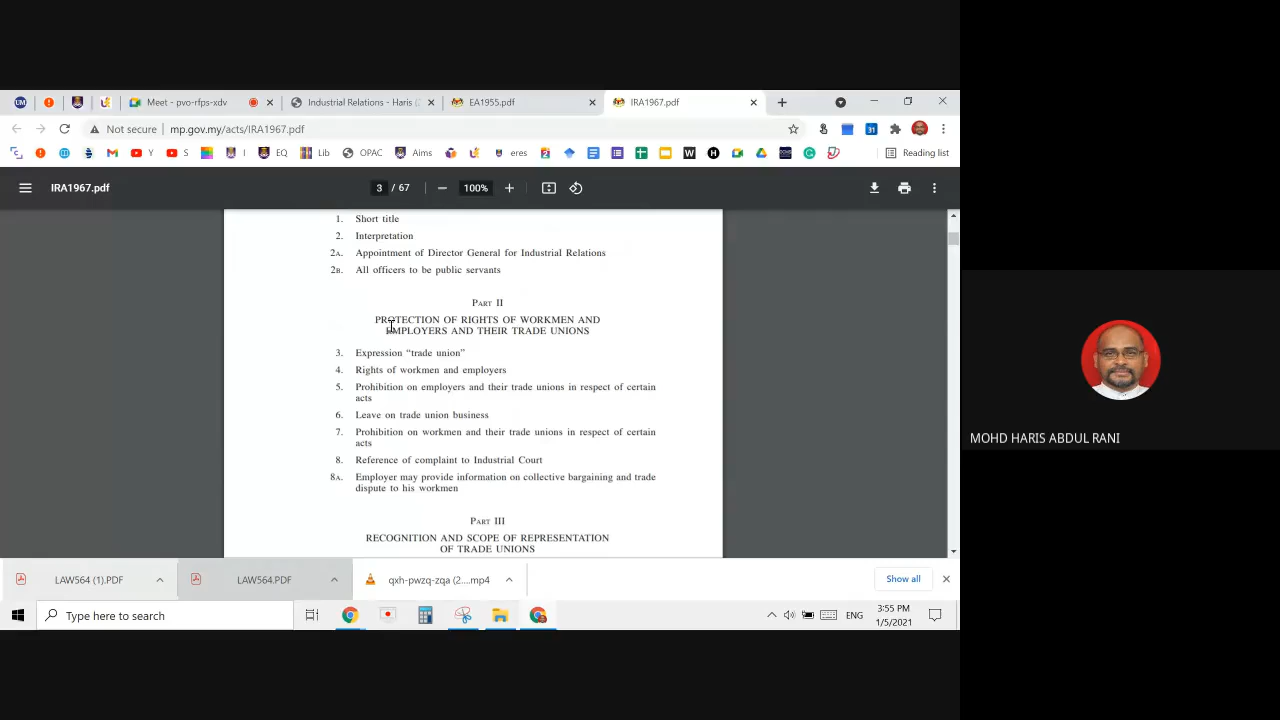 UM
Meet - pvo-rfps-xdv
Industrial Relations - Haris (
EA1955.pdf
IRA1967.pdf
Not secure
mp.gov.my/acts/IRA1967.pdf
Y
S
I
EQ
Lib
OPAC
Aims
eres
31
W
H
Reading list
IRA1967.pdf
3 / 67
100%
1. Short title
2. Interpretation
2A. Appointment of Director General for Industrial Relations
2B. All officers to be public servants
PART II
PROTECTION OF RIGHTS OF WORKMEN AND
EMPLOYERS AND THEIR TRADE UNIONS
3. Expression “trade union”
4. Rights of workmen and employers
5. Prohibition on employers and their trade unions in respect of certain
acts
6. Leave on trade union business
7. Prohibition on workmen and their trade unions in respect of certain
acts
8. Reference of complaint to Industrial Court
8A. Employer may provide information on collective bargaining and trade
dispute to his workmen
PART III
RECOGNITION AND SCOPE OF REPRESENTATION
OF TRADE UNIONS
MOHD HARIS ABDUL RANI
LAW564 (1).PDF
LAW564.PDF
qxh-pwzq-zqa (2....mp4
Show all
Type here to search
ENG
3:55 PM
1/5/2021